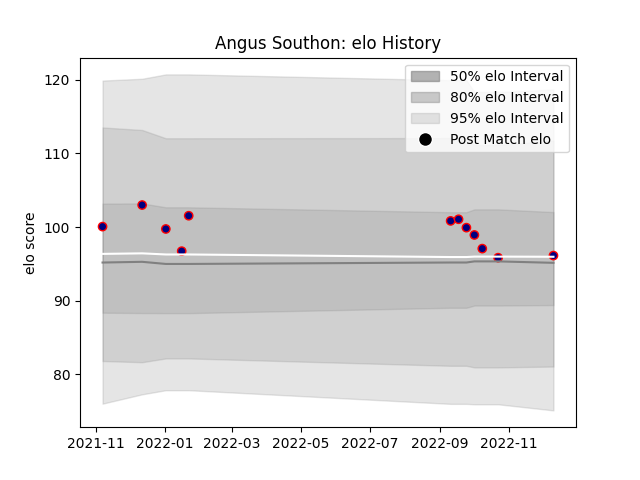 Angus Southon: elo History
120
110
100
90
80
elo score
50% elo Interval
80% elo Interval
95% elo Interval
Post Match elo
2021-11 2022-01 2022-03 2022-05 2022-07 2022-09 2022-11